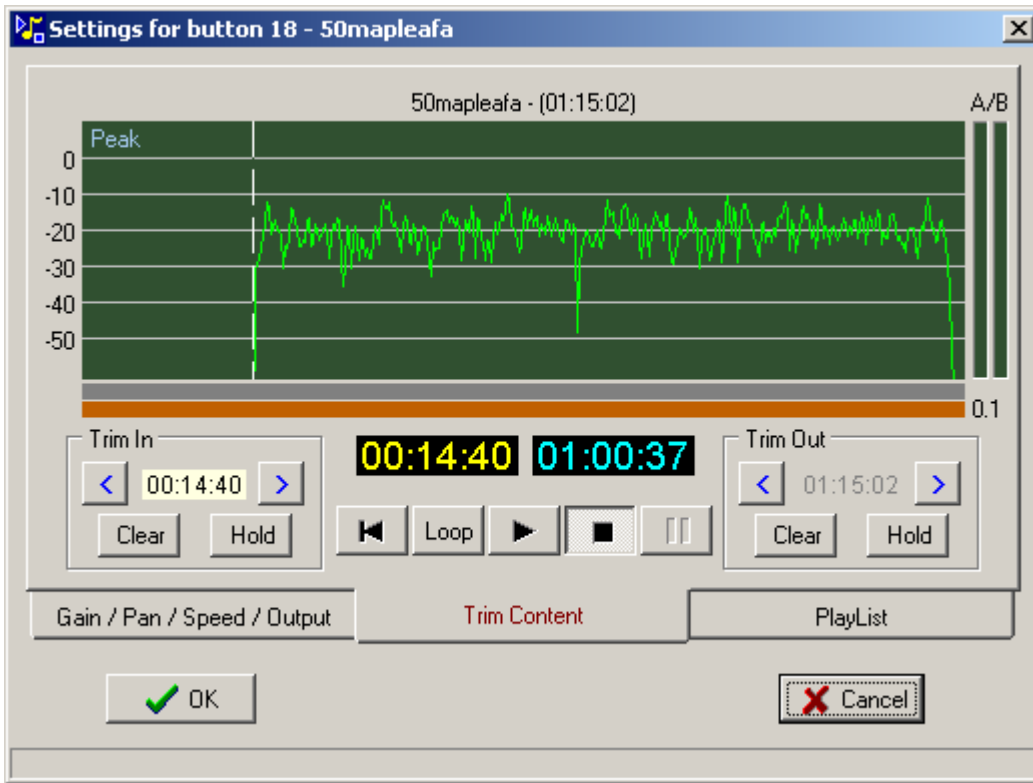 Settings for button 18 - 50mapleafa
50mapleafa - (01:15:02)
A/B
Peak
0
-10
-20
-30
-40
-50
0.1
Trim In
00:14:40
Clear
Hold
00:14:40
01:00:37
Loop
Trim Out
01:15:02
Clear
Hold
Gain / Pan / Speed / Output
Trim Content
PlayList
OK
Cancel